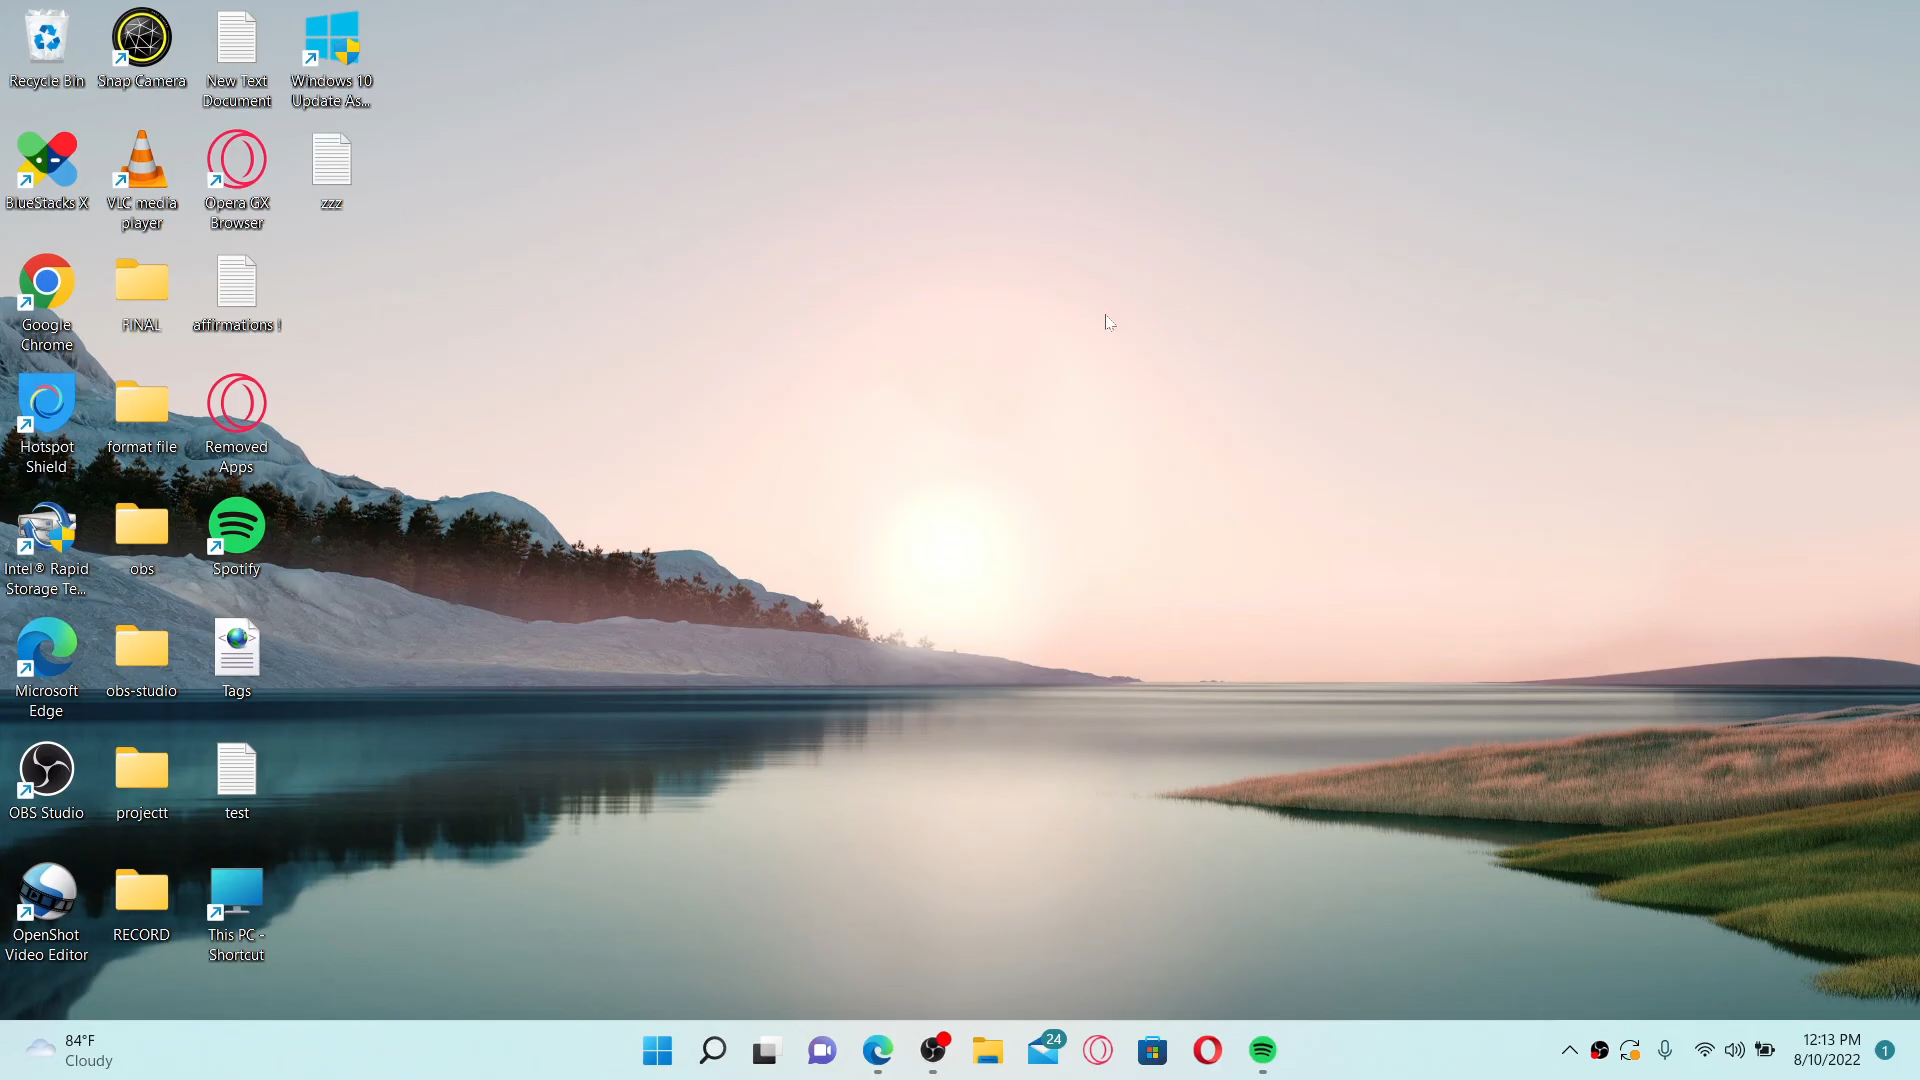 Recycle Bin
Snap Camera
New Text
Document
Windows 10
Update As...
BlueStacks X
VLC media
player
Opera GX
Browser
zzz
Google
Chrome
FINAL
affirmations !
Hotspot
Shield
format file
Removed
Apps
Intel® Rapid
Storage Te...
obs
Spotify
Microsoft
Edge
obs-studio
Tags
OBS Studio
projectt
test
OpenShot
Video Editor
RECORD
This PC -
Shortcut
84°F
Cloudy
24
12:13 PM
8/10/2022
1